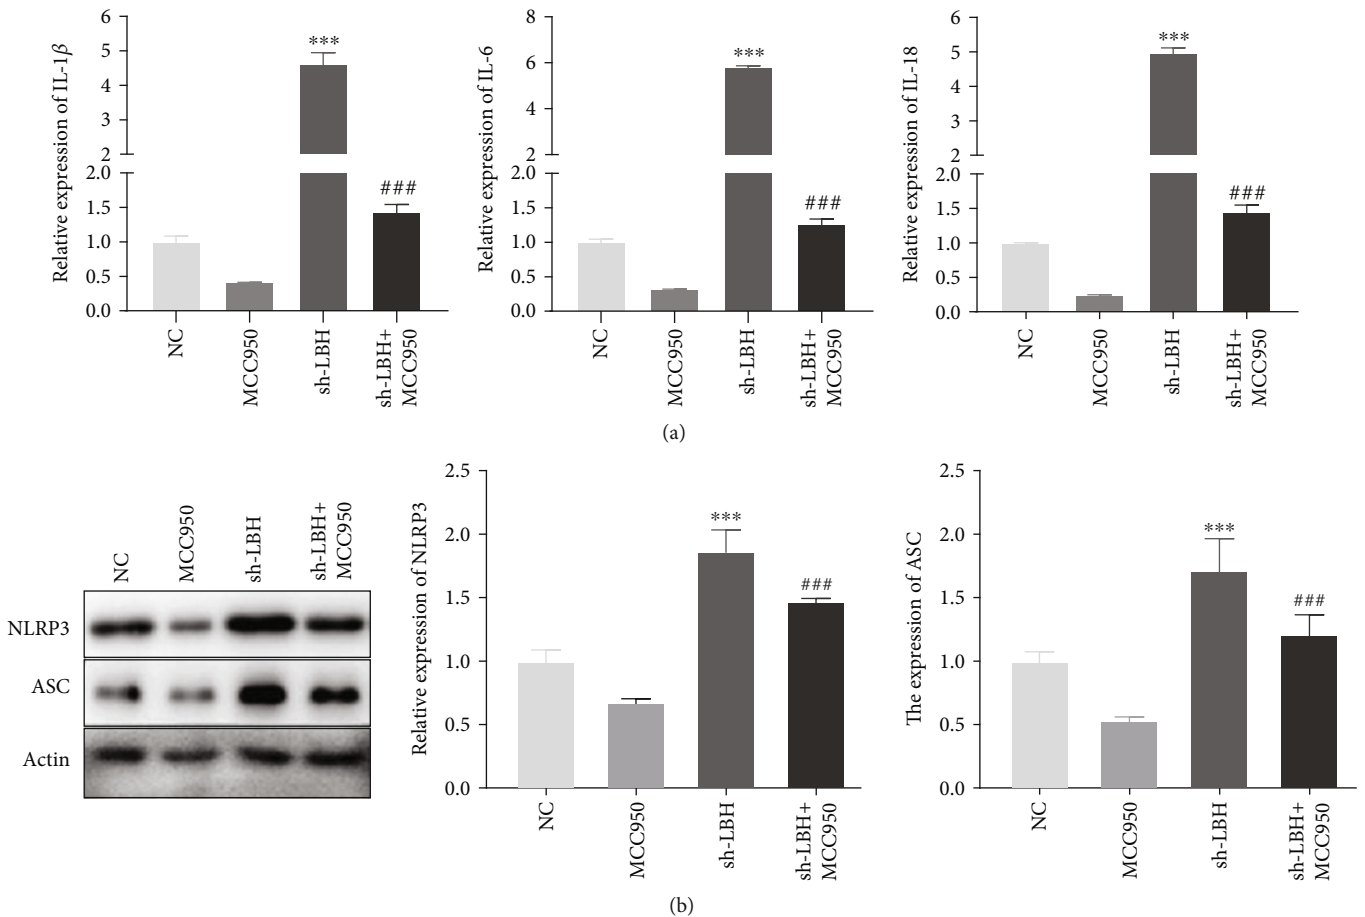 Relative expression of IL-1β
6
5
4
3
2
2.0
1.5
1.0
0.5
0.0
***
###
NC
MCC950
sh-LBH
sh-LBH+
MCC950
Relative expression of IL-6
8
6
4
2
2.0
1.5
1.0
0.5
0.0
***
###
NC
MCC950
sh-LBH
sh-LBH+
MCC950
Relative expression of IL-18
6
5
4
3
2
2.0
1.5
1.0
0.5
0.0
***
###
NC
MCC950
sh-LBH
sh-LBH+
MCC950
(a)
NC
MCC950
sh-LBH
sh-LBH+
MCC950
NLRP3
ASC
Actin
Relative expression of NLRP3
2.5
2.0
1.5
1.0
0.5
0.0
***
###
NC
MCC950
sh-LBH
sh-LBH+
MCC950
The expression of ASC
2.5
2.0
1.5
1.0
0.5
0.0
***
###
NC
MCC950
sh-LBH
sh-LBH+
MCC950
(b)